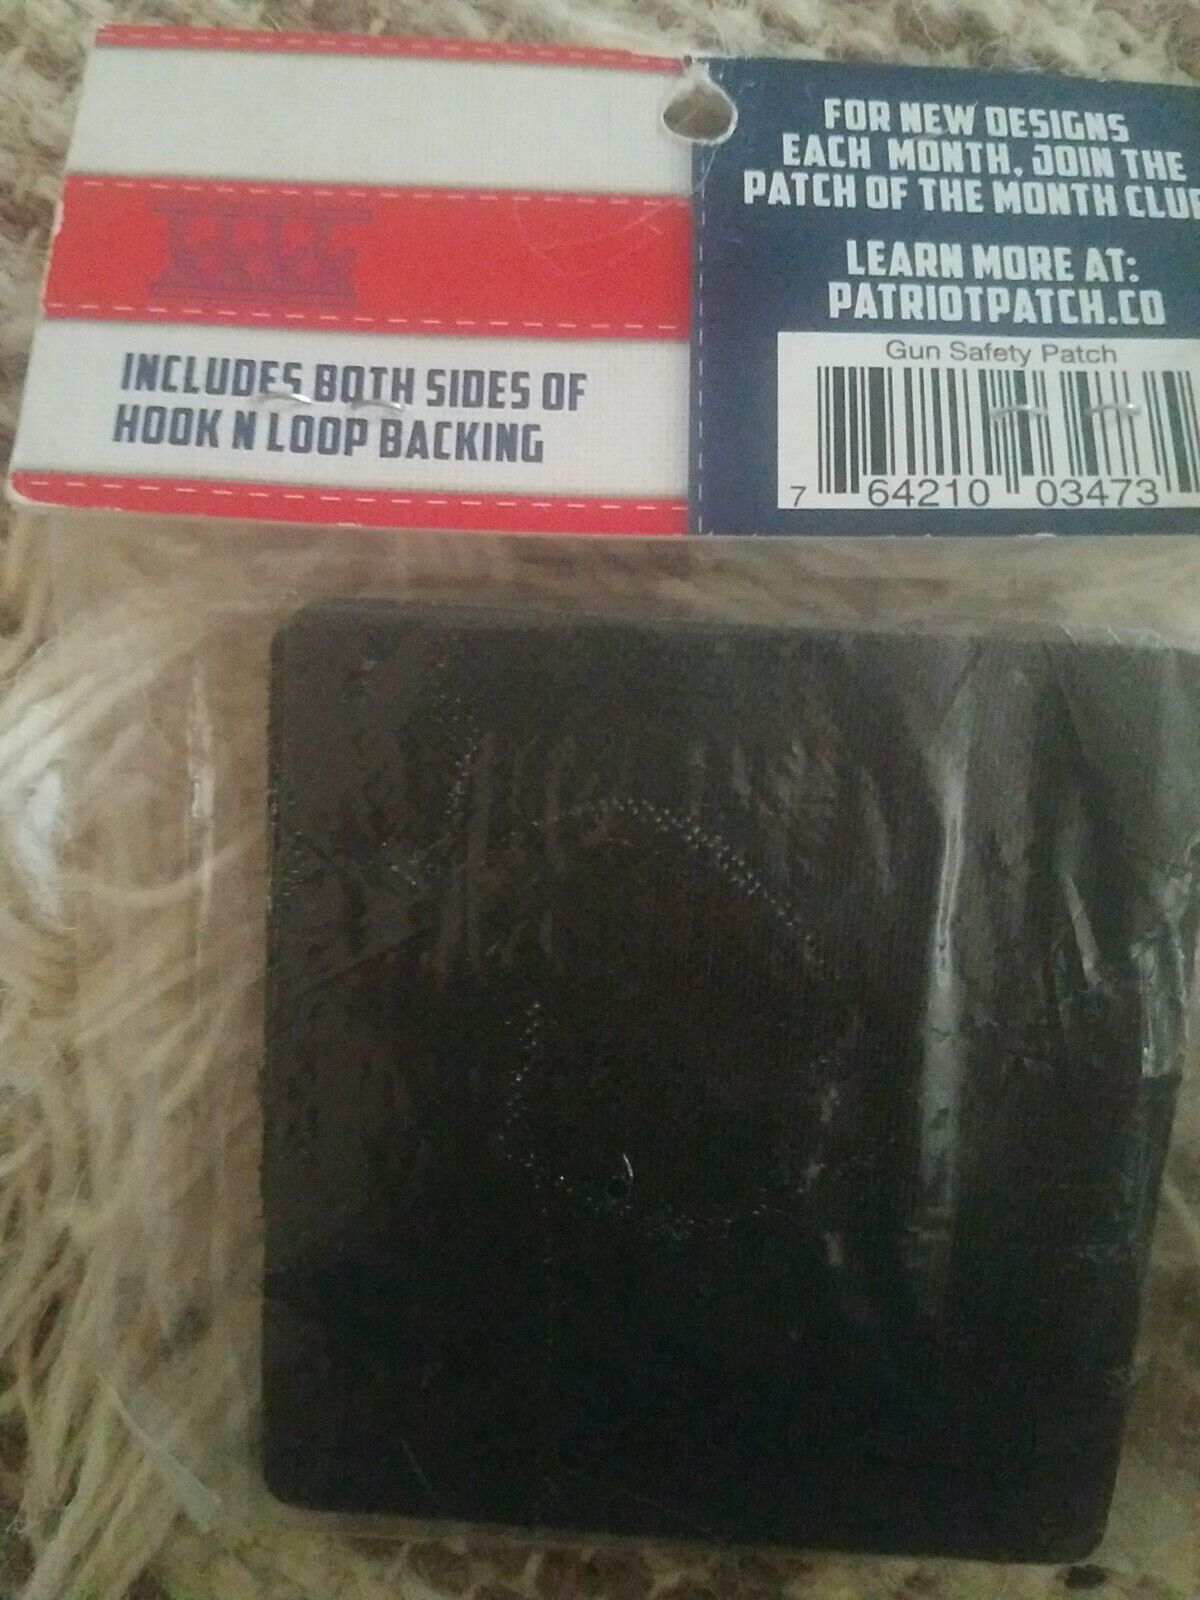 INCLUDES BOTH SIDES OF
HOOK N LOOP BACKING
FOR NEW DESIGNS
EACH MONTH, JOIN THE
PATCH OF THE MONTH CLUB
LEARN MORE AT:
PATRIOTPATCH.CO
Gun Safety Patch
7 64210 03473